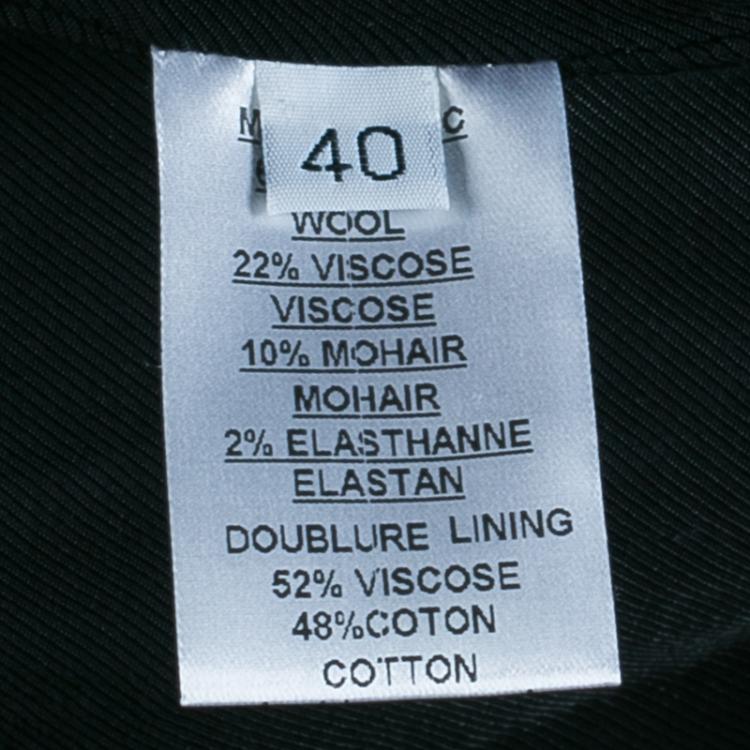 40
WOOL
22% VISCOSE
VISCOSE
10% MOHAIR
MOHAIR
2% ELASTHANNE
ELASTAN
DOUBLURE LINING
52% VISCOSE
48%COTON
COTTON